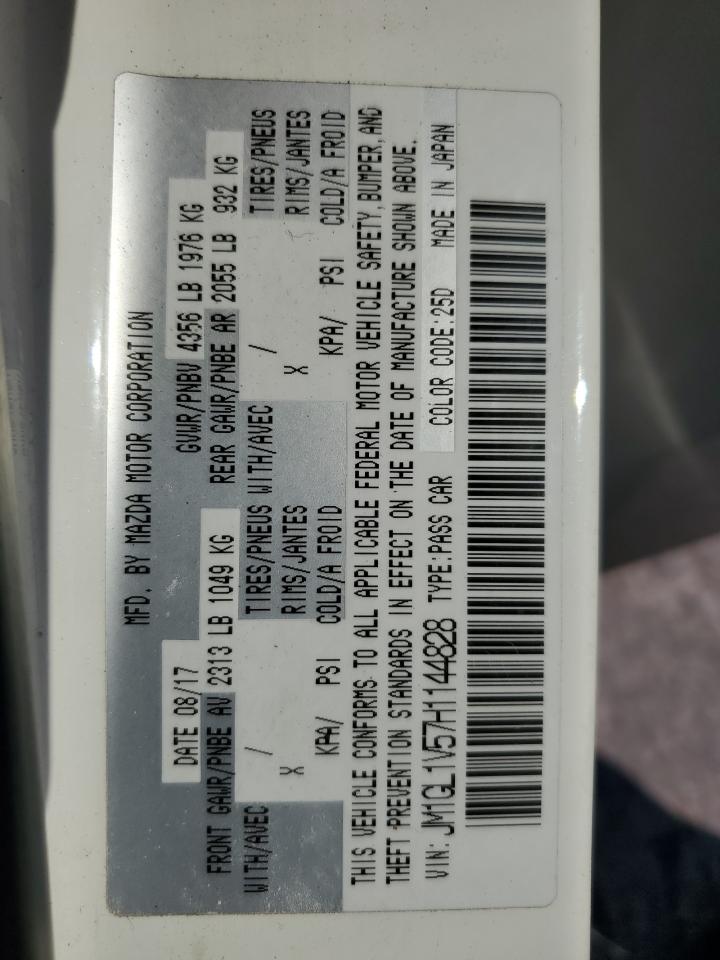 MFD. BY MAZDA MOTOR CORPORATION
DATE 08/17 GVWR/PNBV 4356 LB 1976 KG
FRONT GAWR/PNBE AV 2313 LB 1049 KG REAR GAWR/PNBE AR 2055 LB 932 KG
WITH/AVEC / TIRES/PNEUS WITH/AVEC / TIRES/PNEUS
X RIMS/JANTES X RIMS/JANTES
KPA/ PSI COLD/A FROID KPA/ PSI COLD/A FROID
THIS VEHICLE CONFORMS TO ALL APPLICABLE FEDERAL MOTOR VEHICLE SAFETY, BUMPER, AND
THEFT PREVENTION STANDARDS IN EFFECT ON THE DATE OF MANUFACTURE SHOWN ABOVE.
VIN: JM1GL1V57H1144828 TYPE:PASS CAR COLOR CODE:25D MADE IN JAPAN